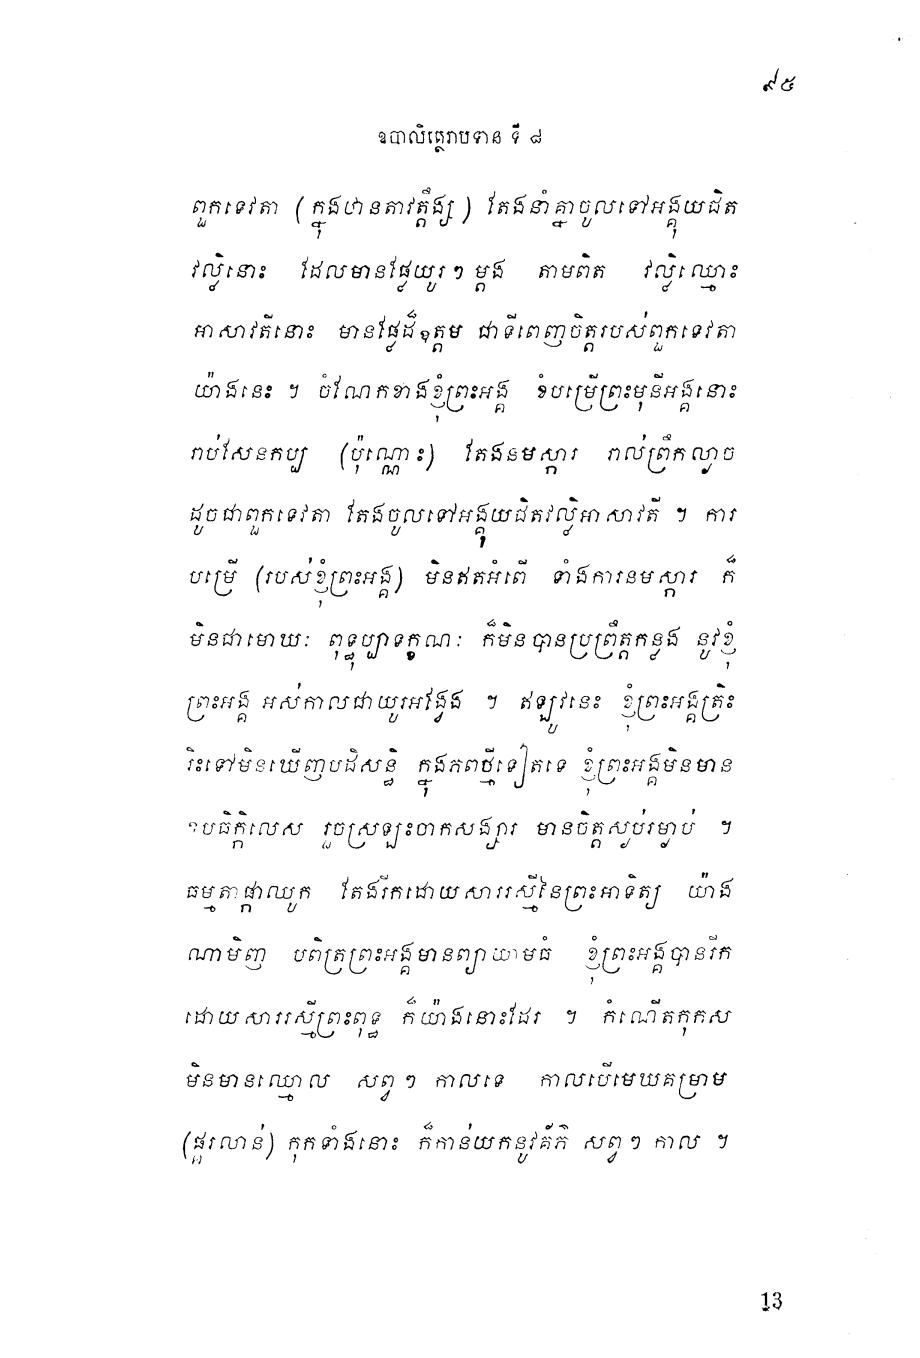 ៩៥
ឧបាលិត្ថេរាបទាន ទី ៨
ពួកទេវតា (ក្នុងឋានតាវត្តឹង្ស) តែងនាំគ្នាចូលទៅអង្គុយជិត
វល្លិ៍នោះ ដែលមានផ្លែយូរៗ ម្តង តាមពិត វល្លិ៍ឈ្មោះ
អាសាវតីនោះ មានផ្លែដ៏ឧត្តម ជាទីពេញចិត្តរបស់ពួកទេវតា
យ៉ាងនេះ ។ ចំណែកខាងខ្ញុំព្រះអង្គ ខំបម្រើព្រះមុនីអង្គនោះ
រាប់សែនកប្ប (ប៉ុណ្ណោះ) តែងនមស្ការ រាល់ព្រឹកល្ងាច
ដូចជាពួកទេវតា តែងចូលទៅអង្គុយជិតវល្លិ៍អាសាវតី ។ ការ
បម្រើ (របស់ខ្ញុំព្រះអង្គ) មិនឥតអំពើ ទាំងការនមស្ការ ក៏
មិនជាមោឃៈ ពុទ្ធុប្បាទក្ខណៈ ក៏មិនបានប្រព្រឹត្តកន្លង នូវខ្ញុំ
ព្រះអង្គ អស់កាលជាយូរអង្វែង ។ ឥឡូវនេះ ខ្ញុំព្រះអង្គត្រិះ
រិះទៅមិនឃើញបដិសន្ធិ ក្នុងភពថ្មីទៀតទេ ខ្ញុំព្រះអង្គមិនមាន
ឧបធិក្កិលេស រួចស្រឡះចាកសង្សារ មានចិត្តស្ងប់រម្ងាប់ ។
ធម្មតាផ្កាឈូក តែងរីកដោយសាររស្មីនៃព្រះអាទិត្យ យ៉ាង
ណាមិញ បពិត្រព្រះអង្គមានព្យាយាមធំ ខ្ញុំព្រះអង្គបានរីក
ដោយសាររស្មីព្រះពុទ្ធ ក៏យ៉ាងនោះដែរ ។ កំណើតកុកស
មិនមានឈ្មោល សព្វៗ កាលទេ កាលបើមេឃគម្រាម
(ផ្គរលាន់) កុកទាំងនោះ ក៏កាន់យកនូវគភ៌ សព្វៗ កាល ។
13